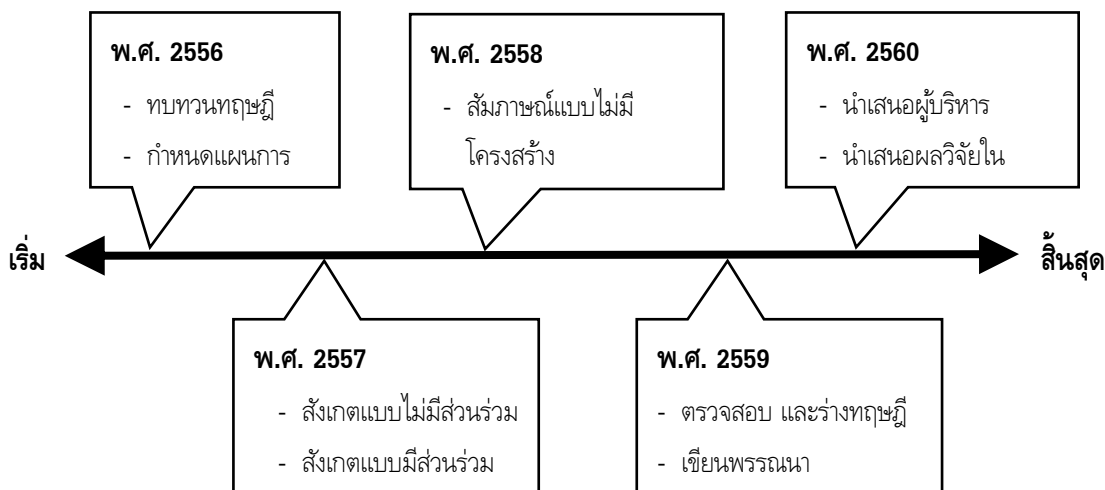 พ.ศ. 2556
- ทบทวนทฤษฎี
- กำหนดแผนการ
พ.ศ. 2558
- สัมภาษณ์แบบไม่มี
โครงสร้าง
พ.ศ. 2560
- นำเสนอผู้บริหาร
- นำเสนอผลวิจัยใน
เริ่ม
สิ้นสุด
พ.ศ. 2557
- สังเกตแบบไม่มีส่วนร่วม
- สังเกตแบบมีส่วนร่วม
พ.ศ. 2559
- ตรวจสอบ และร่างทฤษฎี
- เขียนพรรณนา